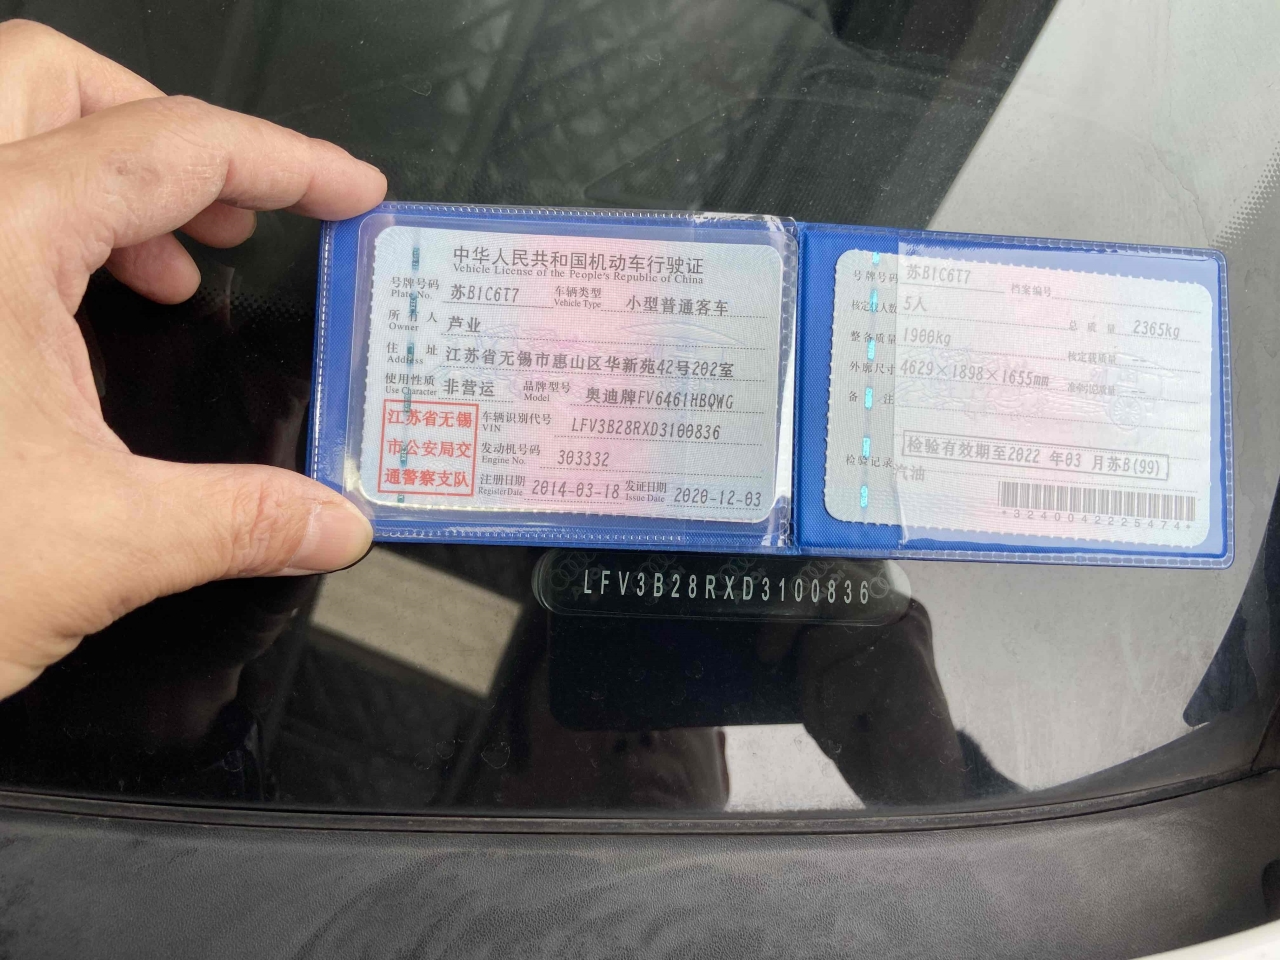 中华人民共和国机动车行驶证
Vehicle License of the People's Republic of China
号牌号码 苏B1C6T7 车辆类型 小型普通客车
Plate No. Vehicle Type
所有人 芦业
Owner
住址 江苏省无锡市惠山区华新苑42号202室
Address
使用性质 非营运 品牌型号 奥迪牌FV6461HBQWG
Use Character Model
江苏省无锡
市公安局交
通警察支队
车辆识别代号 LFV3B28RXD3100836
VIN
发动机号码 303332
Engine No.
注册日期 2014-03-18 发证日期 2020-12-03
Register Date Issue Date
号牌号码 苏B1C6T7 档案编号
核定载人数 5人 总质量 2365kg
整备质量 1900kg 核定载质量 --
外廓尺寸 4629×1898×1655mm 准牵引总质量 --
备注
检验有效期至2022年03月苏B(99)
检验记录 汽油
*3240042225474*
LFV3B28RXD3100836